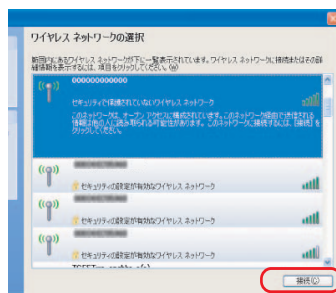 ワイヤレス ネットワークの選択
範囲内にあるワイヤレス ネットワークが下に一覧表示されています。ワイヤレス ネットワークに接続またはその詳
細情報を表示するには、項目をクリックしてください。(W)
000000000000
セキュリティで保護されていないワイヤレス ネットワーク
このネットワークは、オープン アクセスに構成されています。このネットワーク経由で送信される
情報は他の人に読み取られる可能性があります。このネットワークに接続するには、[接続] を
クリックしてください。
セキュリティの設定が有効なワイヤレス ネットワーク
セキュリティの設定が有効なワイヤレス ネットワーク
セキュリティの設定が有効なワイヤレス ネットワーク
接続(C)